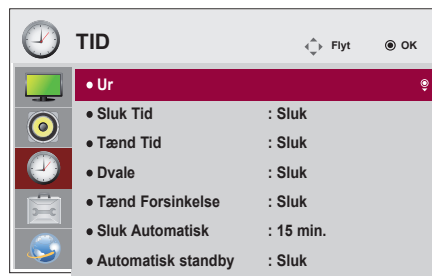 TID Flyt OK
● Ur
● Sluk Tid : Sluk
● Tænd Tid : Sluk
● Dvale : Sluk
● Tænd Forsinkelse : Sluk
● Sluk Automatisk : 15 min.
● Automatisk standby : Sluk